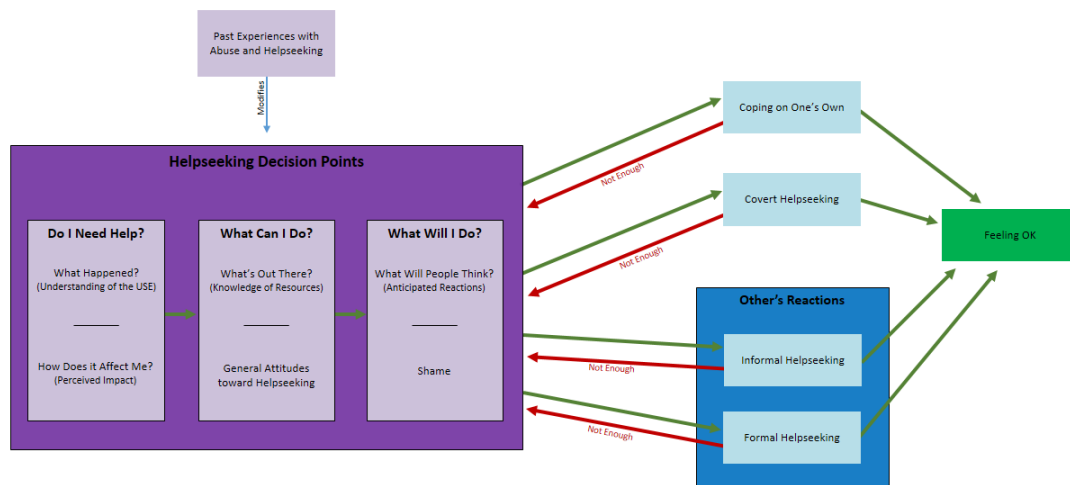 Past Experiences with
Abuse and Helpseeking
Modifies
Helpseeking Decision Points
Do I Need Help?
What Happened?
(Understanding of the USE)
How Does it Affect Me?
(Perceived Impact)
What Can I Do?
What's Out There?
(Knowledge of Resources)
General Attitudes
toward Helpseeking
What Will I Do?
What Will People Think?
(Anticipated Reactions)
Shame
Not Enough
Not Enough
Not Enough
Not Enough
Coping on One's Own
Covert Helpseeking
Other's Reactions
Informal Helpseeking
Formal Helpseeking
Feeling OK